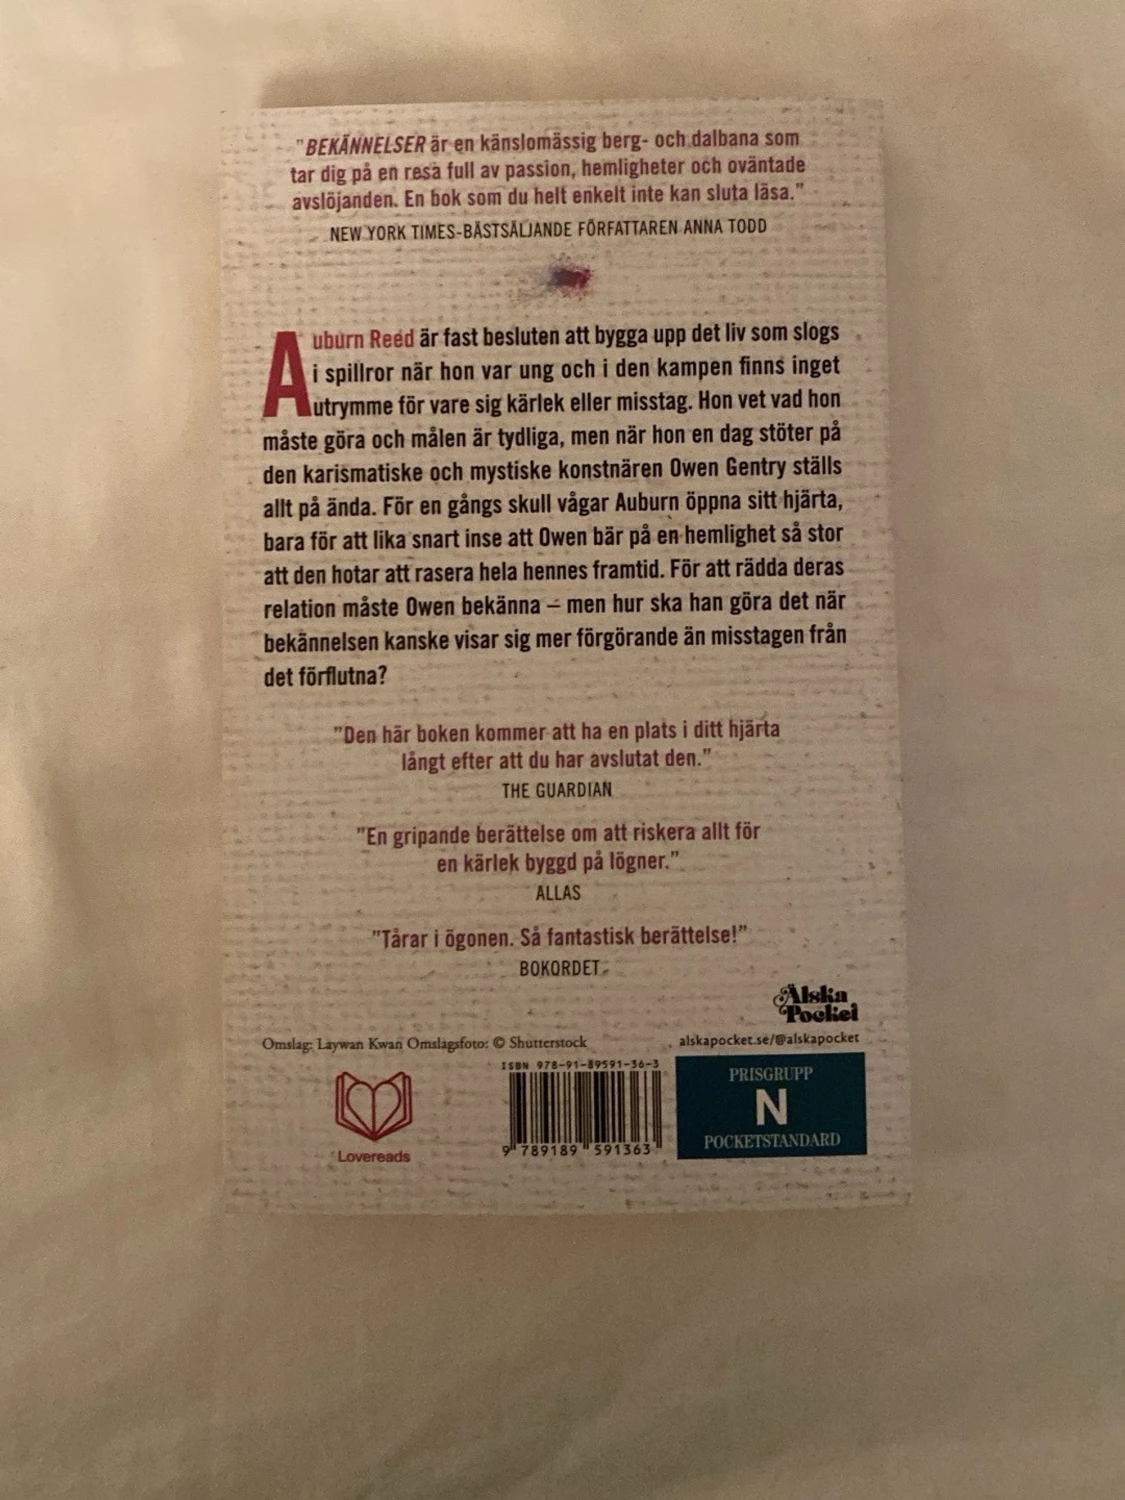 "BEKÄNNELSER är en känslomässig berg- och dalbana som
tar dig på en resa full av passion, hemligheter och oväntade
avslöjanden. En bok som du helt enkelt inte kan sluta läsa."
NEW YORK TIMES-BÄSTSÄLJANDE FÖRFATTAREN ANNA TODD
Auburn Reed är fast besluten att bygga upp det liv som slogs
i spillror när hon var ung och i den kampen finns inget
utrymme för vare sig kärlek eller misstag. Hon vet vad hon
måste göra och målen är tydliga, men när hon en dag stöter på
den karismatiske och mystiske konstnären Owen Gentry ställs
allt på ända. För en gångs skull vågar Auburn öppna sitt hjärta,
bara för att lika snart inse att Owen bär på en hemlighet så stor
att den hotar att rasera hela hennes framtid. För att rädda deras
relation måste Owen bekänna – men hur ska han göra det när
bekännelsen kanske visar sig mer förgörande än misstagen från
det förflutna?
"Den här boken kommer att ha en plats i ditt hjärta
långt efter att du har avslutat den."
THE GUARDIAN
"En gripande berättelse om att riskera allt för
en kärlek byggd på lögner."
ALLAS
"Tårar i ögonen. Så fantastisk berättelse!"
BOKORDET
Älska
Pocket
Omslag: Laywan Kwan Omslagsfoto: © Shutterstock
alskapocket.se/@alskapocket
ISBN 978-91-89591-36-3
9 789189 591363
Lovereads
PRISGRUPP
N
POCKETSTANDARD